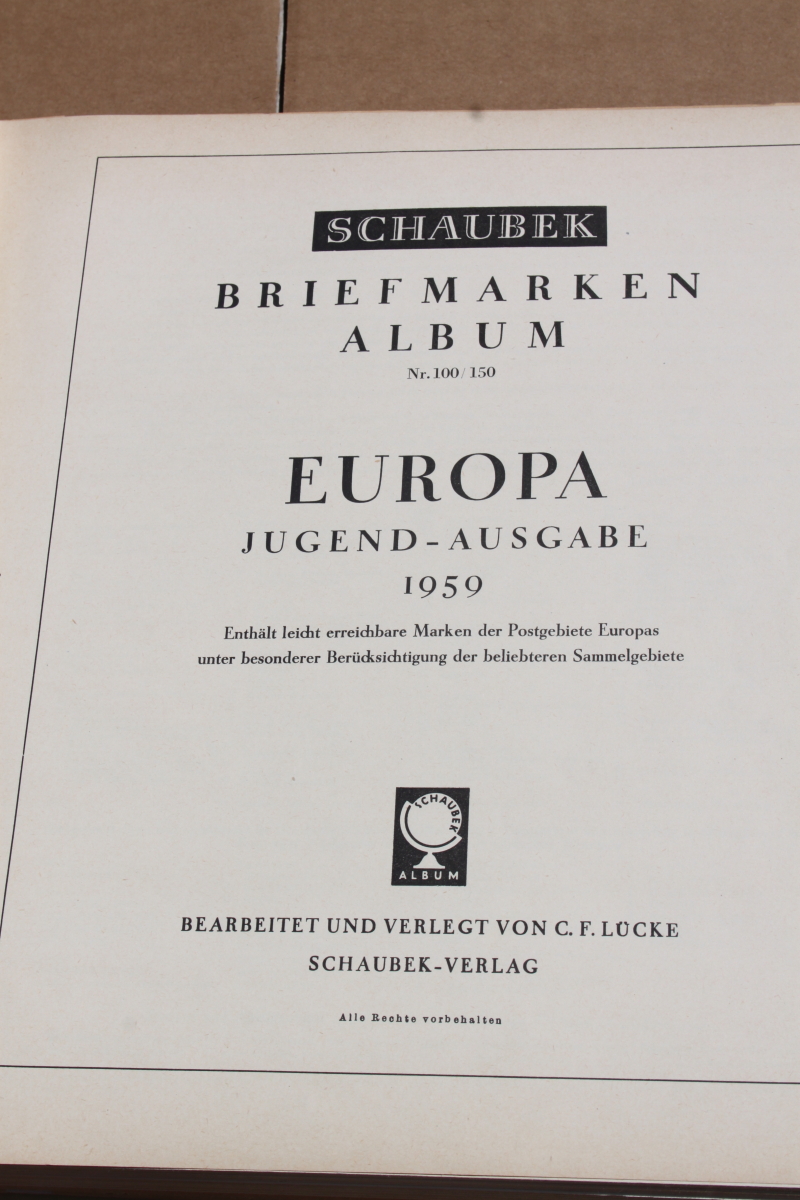 SCHAUBEK
BRIEFMARKEN
ALBUM
Nr. 100/150
EUROPA
JUGEND-AUSGABE
1959
Enthält leicht erreichbare Marken der Postgebiete Europas
unter besonderer Berücksichtigung der beliebteren Sammelgebiete
SCHAUBEK
ALBUM
BEARBEITET UND VERLEGT VON C. F. LÜCKE
SCHAUBEK-VERLAG
Alle Rechte vorbehalten